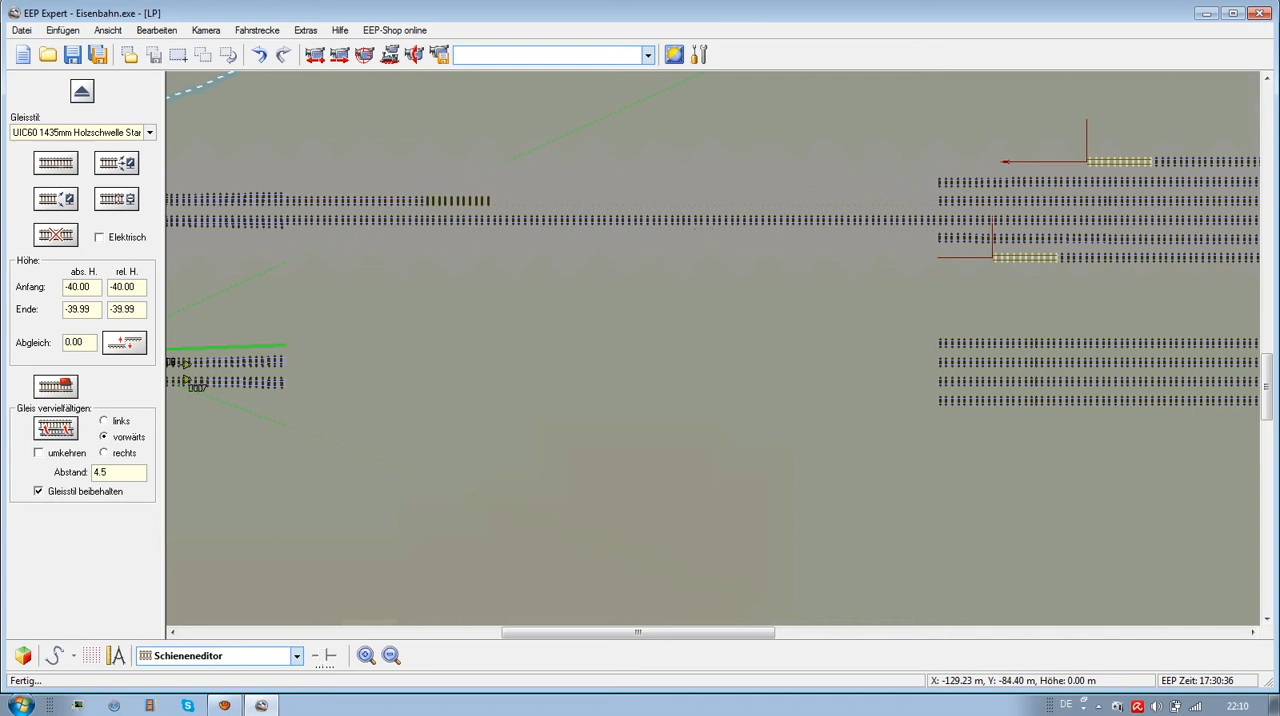 EEP Expert - Eisenbahn.exe - [LP]
Datei Einfügen Ansicht Bearbeiten Kamera Fahrstrecke Extras Hilfe EEP-Shop online
Gleisstil:
UIC60 1435mm Holzschwelle Star
Elektrisch
Höhe:
abs. H. rel. H.
Anfang: -40.00 -40.00
Ende: -39.99 -39.99
Abgleich: 0.00
Gleis vervielfältigen:
links
vorwärts
umkehren rechts
Abstand: 4.5
Gleisstil beibehalten
Schieneneditor
Fertig... X: -129.23 m, Y: -84.40 m, Höhe: 0.00 m EEP Zeit: 17:30:36
DE 22:10